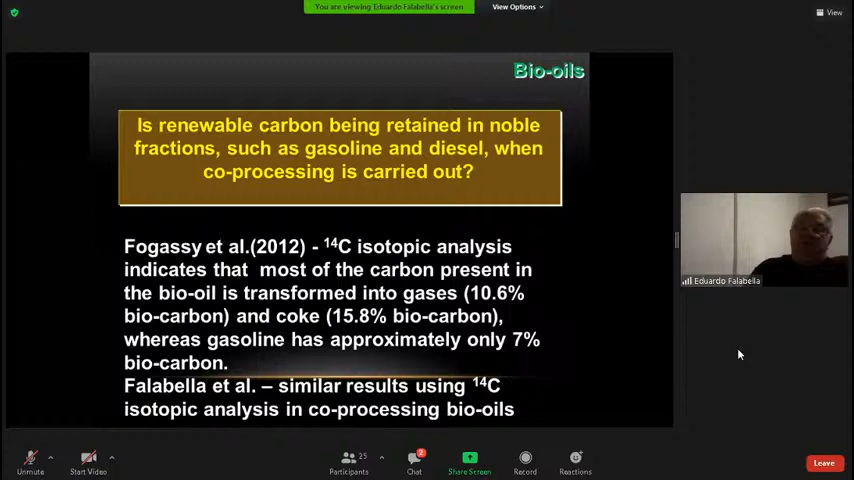 You are viewing Eduardo Falabella's screen
View Options
View
Bio-oils
Is renewable carbon being retained in noble
fractions, such as gasoline and diesel, when
co-processing is carried out?
Fogassy et al.(2012) - ¹⁴C isotopic analysis
indicates that most of the carbon present in
the bio-oil is transformed into gases (10.6%
bio-carbon) and coke (15.8% bio-carbon),
whereas gasoline has approximately only 7%
bio-carbon.
Falabella et al. – similar results using ¹⁴C
isotopic analysis in co-processing bio-oils
Eduardo Falabella
Unmute
Start Video
25
Participants
2
Chat
Share Screen
Record
Reactions
Leave